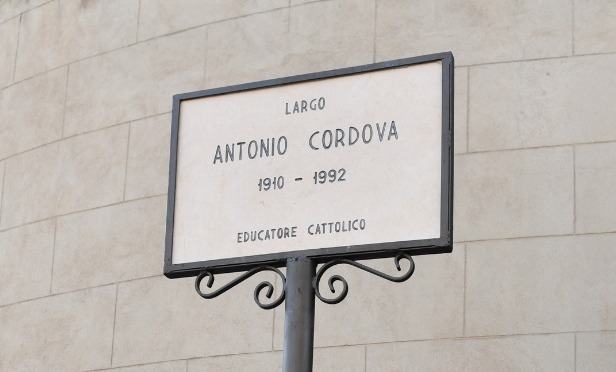 LARGO
ANTONIO CORDOVA
1910 - 1992
EDUCATORE CATTOLICO